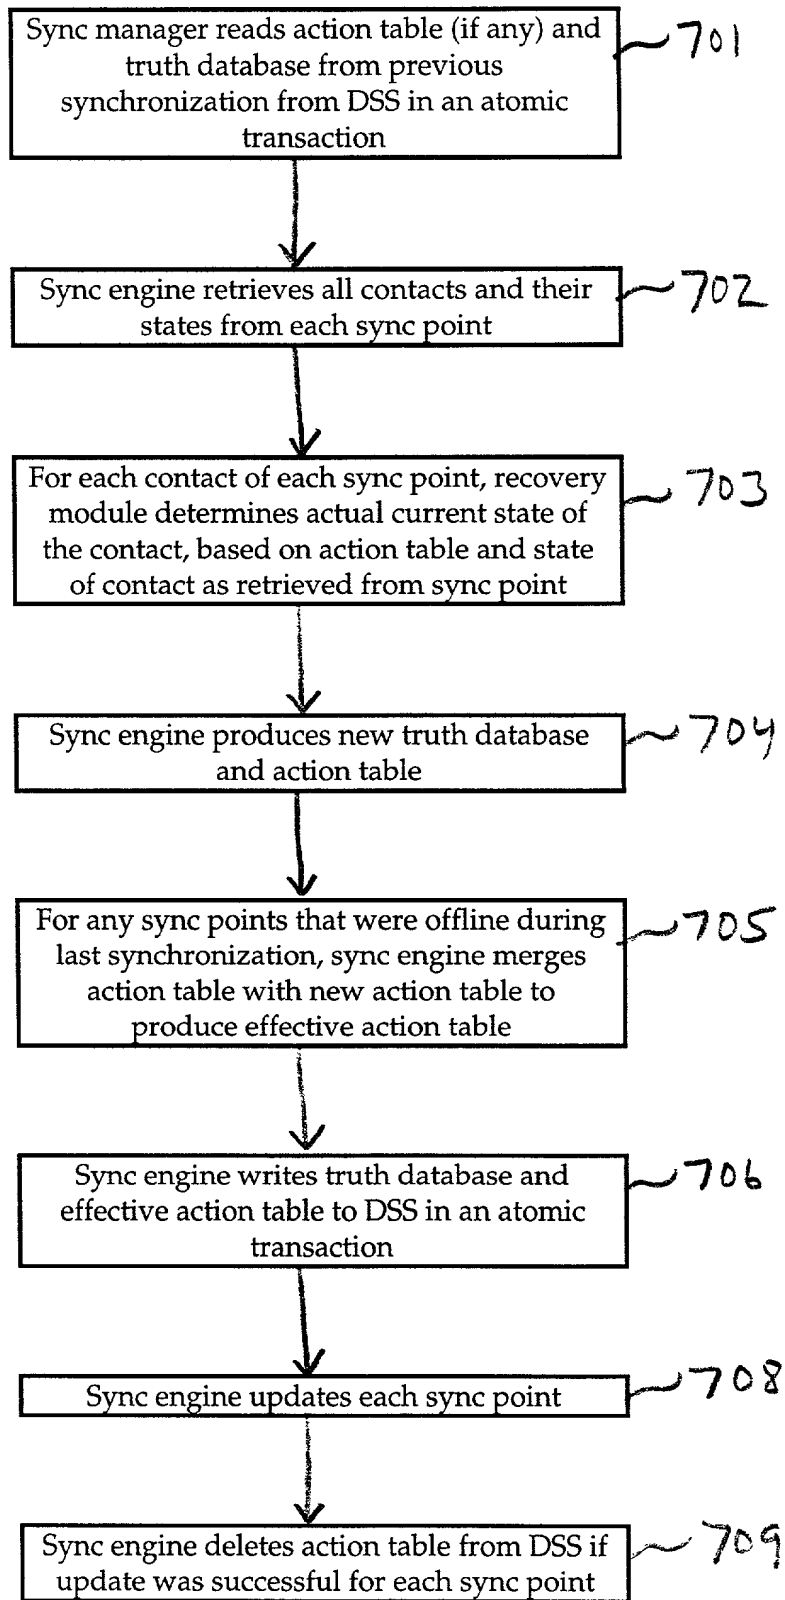 Sync manager reads action table (if any) and
truth database from previous
synchronization from DSS in an atomic
transaction
701
Sync engine retrieves all contacts and their
states from each sync point
702
For each contact of each sync point, recovery
module determines actual current state of
the contact, based on action table and state
of contact as retrieved from sync point
703
Sync engine produces new truth database
and action table
704
For any sync points that were offline during
last synchronization, sync engine merges
action table with new action table to
produce effective action table
705
Sync engine writes truth database and
effective action table to DSS in an atomic
transaction
706
Sync engine updates each sync point
708
Sync engine deletes action table from DSS if
update was successful for each sync point
709